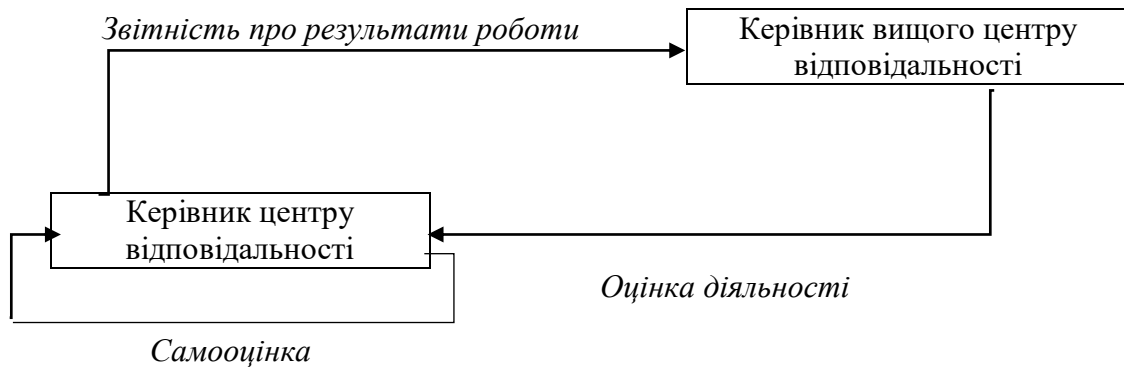 Звітність про результати роботи
Керівник вищого центру
відповідальності
Керівник центру
відповідальності
Оцінка діяльності
Самооцінка